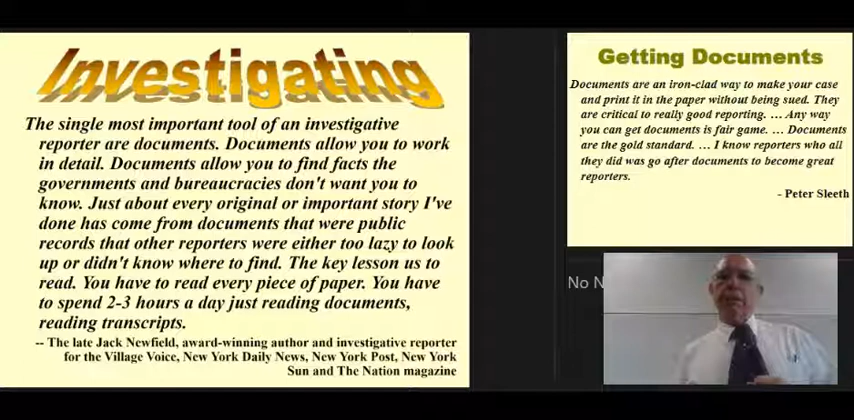 Investigating
The single most important tool of an investigative
reporter are documents. Documents allow you to work
in detail. Documents allow you to find facts the
governments and bureaucracies don't want you to
know. Just about every original or important story I've
done has come from documents that were public
records that other reporters were either too lazy to look
up or didn't know where to find. The key lesson us to
read. You have to read every piece of paper. You have
to spend 2-3 hours a day just reading documents,
reading transcripts.
-- The late Jack Newfield, award-winning author and investigative reporter
for the Village Voice, New York Daily News, New York Post, New York
Sun and The Nation magazine
Getting Documents
Documents are an iron-clad way to make your case
and print it in the paper without being sued. They
are critical to really good reporting. ... Any way
you can get documents is fair game. ... Documents
are the gold standard. ... I know reporters who all
they did was go after documents to become great
reporters.
- Peter Sleeth
No N